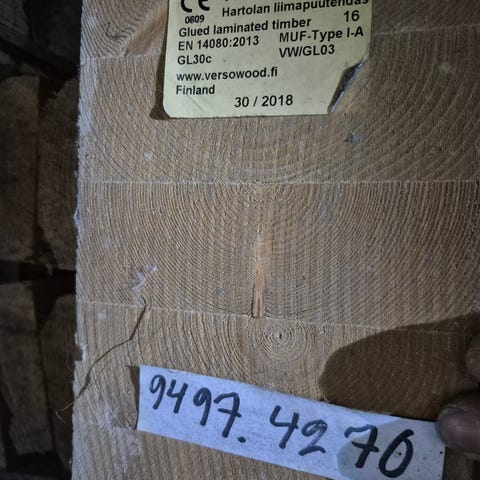 CE
Hartolan liimapuutehdas
0809
16
Glued laminated timber
EN 14080:2013 MUF-Type I-A
GL30c VW/GL03
www.versowood.fi
Finland
30 / 2018
9497. 4270